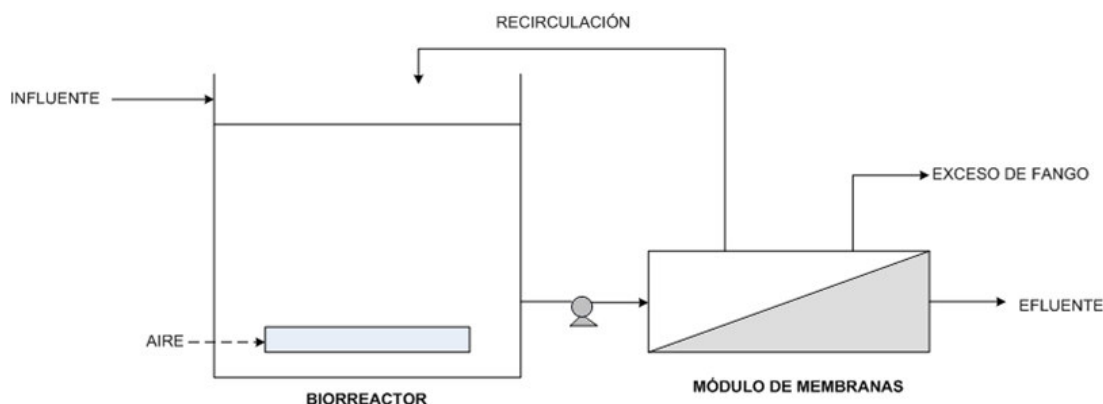 RECIRCULACIÓN
INFLUENTE
EXCESO DE FANGO
EFLUENTE
AIRE
BIORREACTOR
MÓDULO DE MEMBRANAS